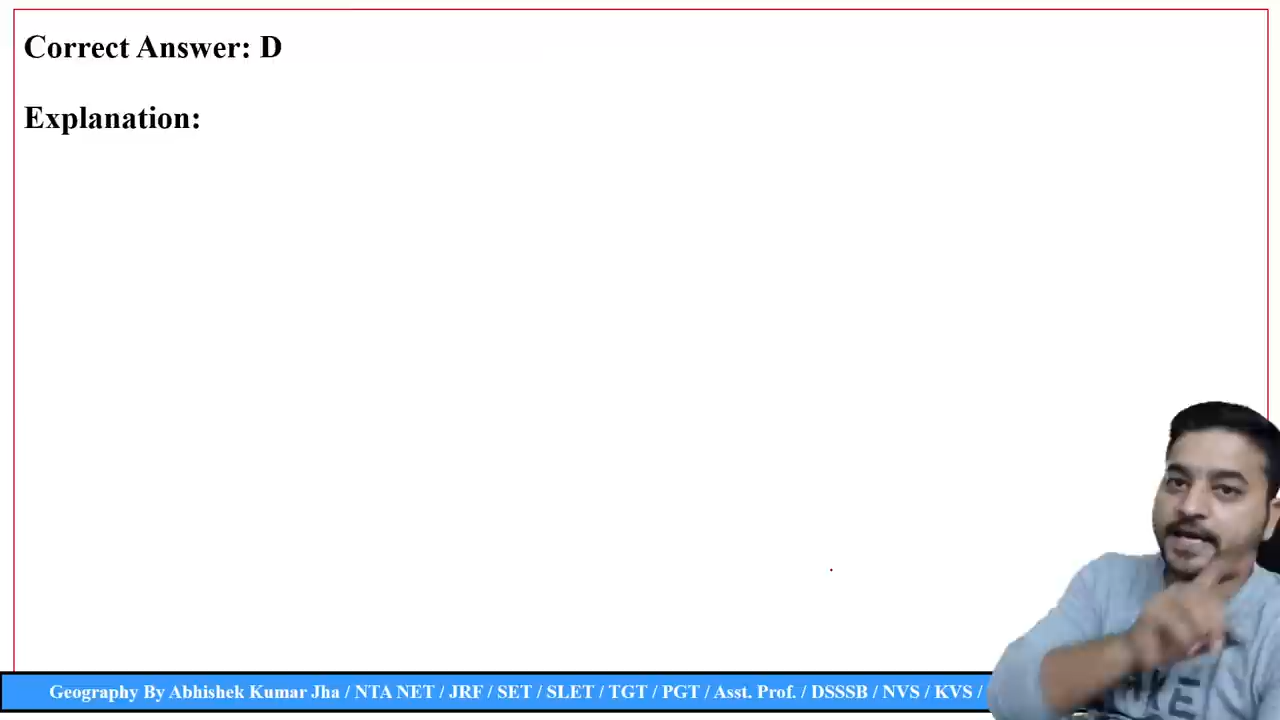 Correct Answer: D
Explanation:
Geography By Abhishek Kumar Jha / NTA NET / JRF / SET / SLET / TGT / PGT / Asst. Prof. / DSSSB / NVS / KVS /